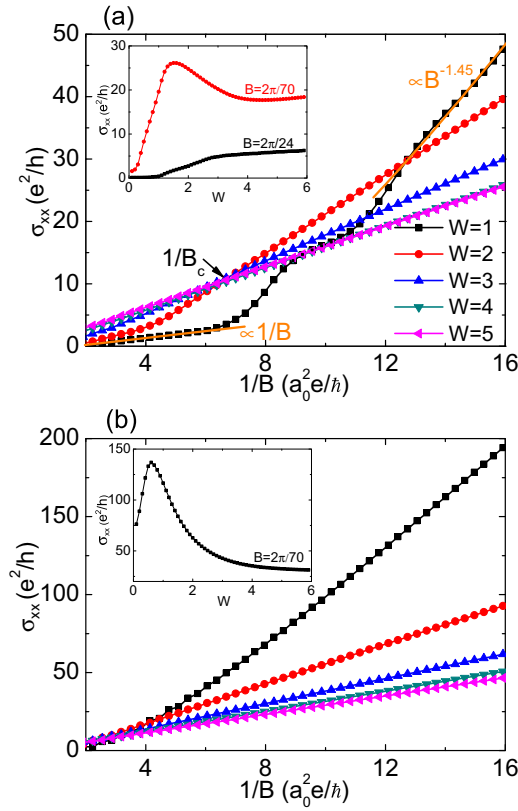 (a)
σxx (e²/h)
50
40
30
20
10
0
4
8
12
16
1/B (a₀²e/ħ)
∝B⁻¹·⁴⁵
1/Bc
∝1/B
W=1
W=2
W=3
W=4
W=5
σxx (e²/h)
30
20
10
0
0
2
4
6
W
B=2π/70
B=2π/24
(b)
σxx (e²/h)
200
150
100
50
0
4
8
12
16
1/B (a₀²e/ħ)
σxx (e²/h)
150
100
50
0
2
4
6
W
B=2π/70